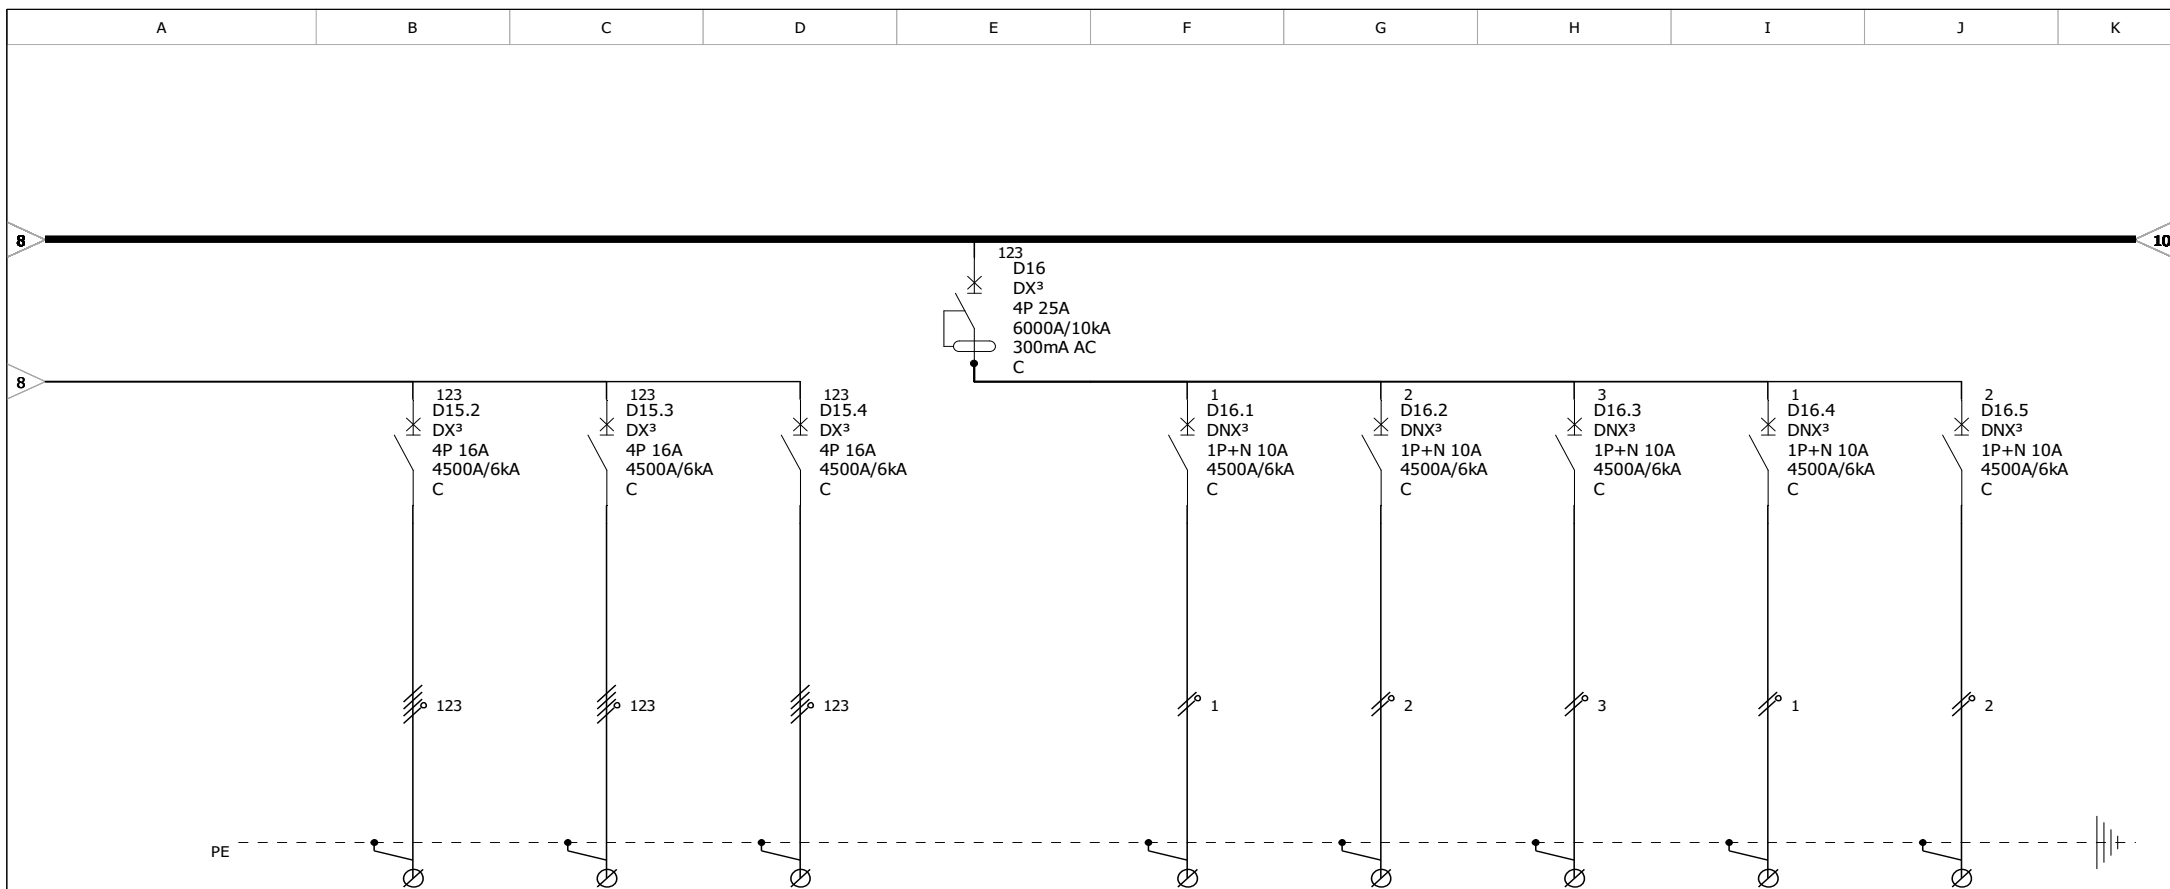 A B C D E F G H I J K
8
10
123
D16
DX³
4P 25A
6000A/10kA
300mA AC
C
8
123
D15.2
DX³
4P 16A
4500A/6kA
C
123
D15.3
DX³
4P 16A
4500A/6kA
C
123
D15.4
DX³
4P 16A
4500A/6kA
C
1
D16.1
DNX³
1P+N 10A
4500A/6kA
C
2
D16.2
DNX³
1P+N 10A
4500A/6kA
C
3
D16.3
DNX³
1P+N 10A
4500A/6kA
C
1
D16.4
DNX³
1P+N 10A
4500A/6kA
C
2
D16.5
DNX³
1P+N 10A
4500A/6kA
C
123 123 123 1 2 3 1 2
PE